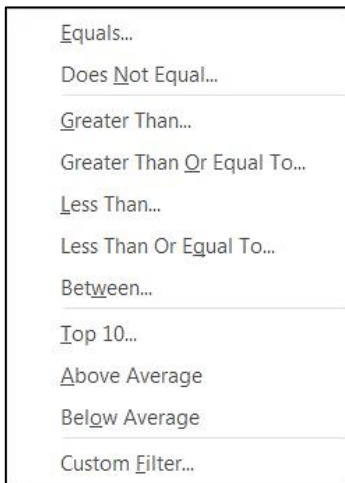 Equals...
Does Not Equal...
Greater Than...
Greater Than Or Equal To...
Less Than...
Less Than Or Equal To...
Between...
Top 10...
Above Average
Below Average
Custom Filter...